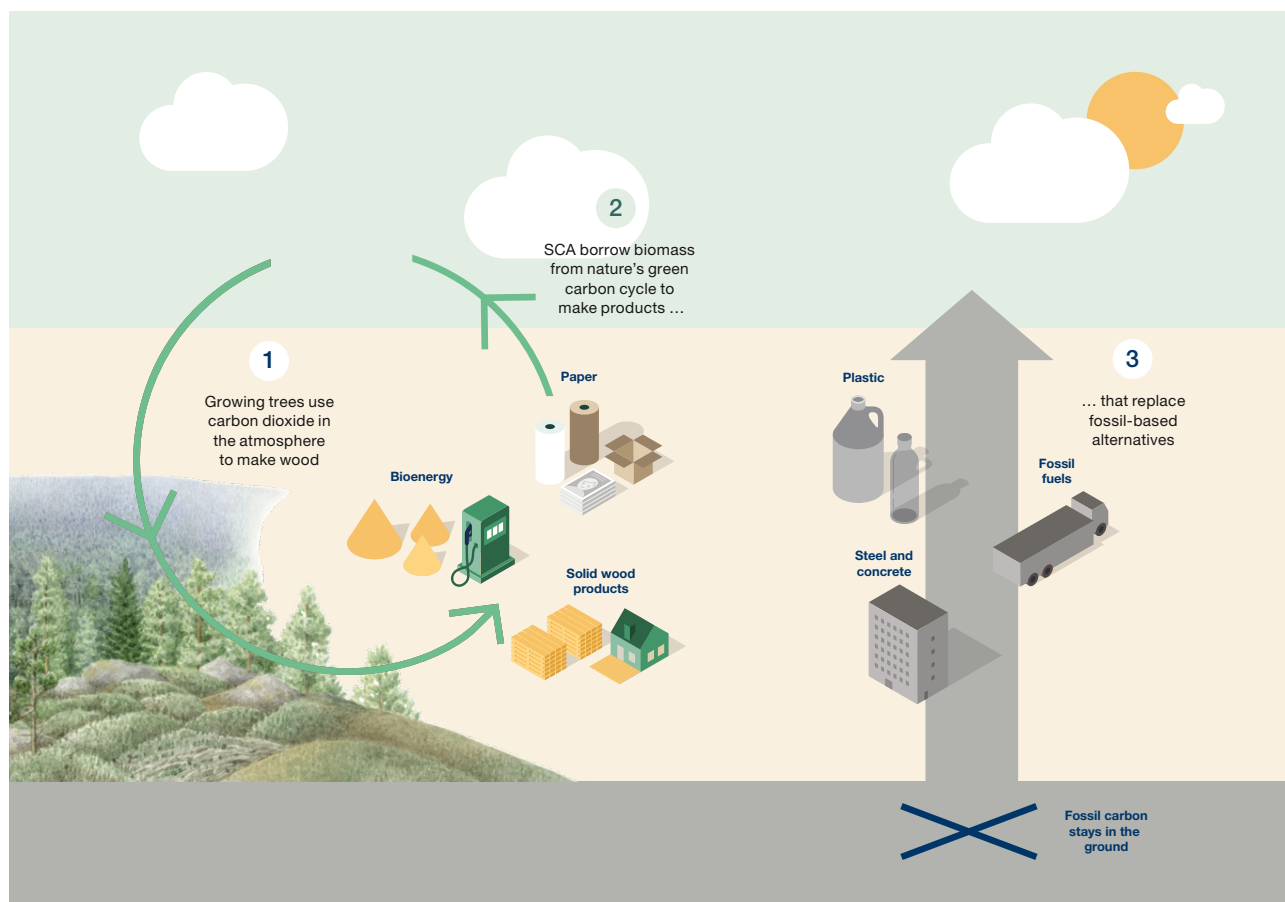 1
Growing trees use
carbon dioxide in
the atmosphere
to make wood
2
SCA borrow biomass
from nature’s green
carbon cycle to
make products …
Paper
Bioenergy
Solid wood
products
3
… that replace
fossil-based
alternatives
Plastic
Fossil
fuels
Steel and
concrete
Fossil carbon
stays in the
ground